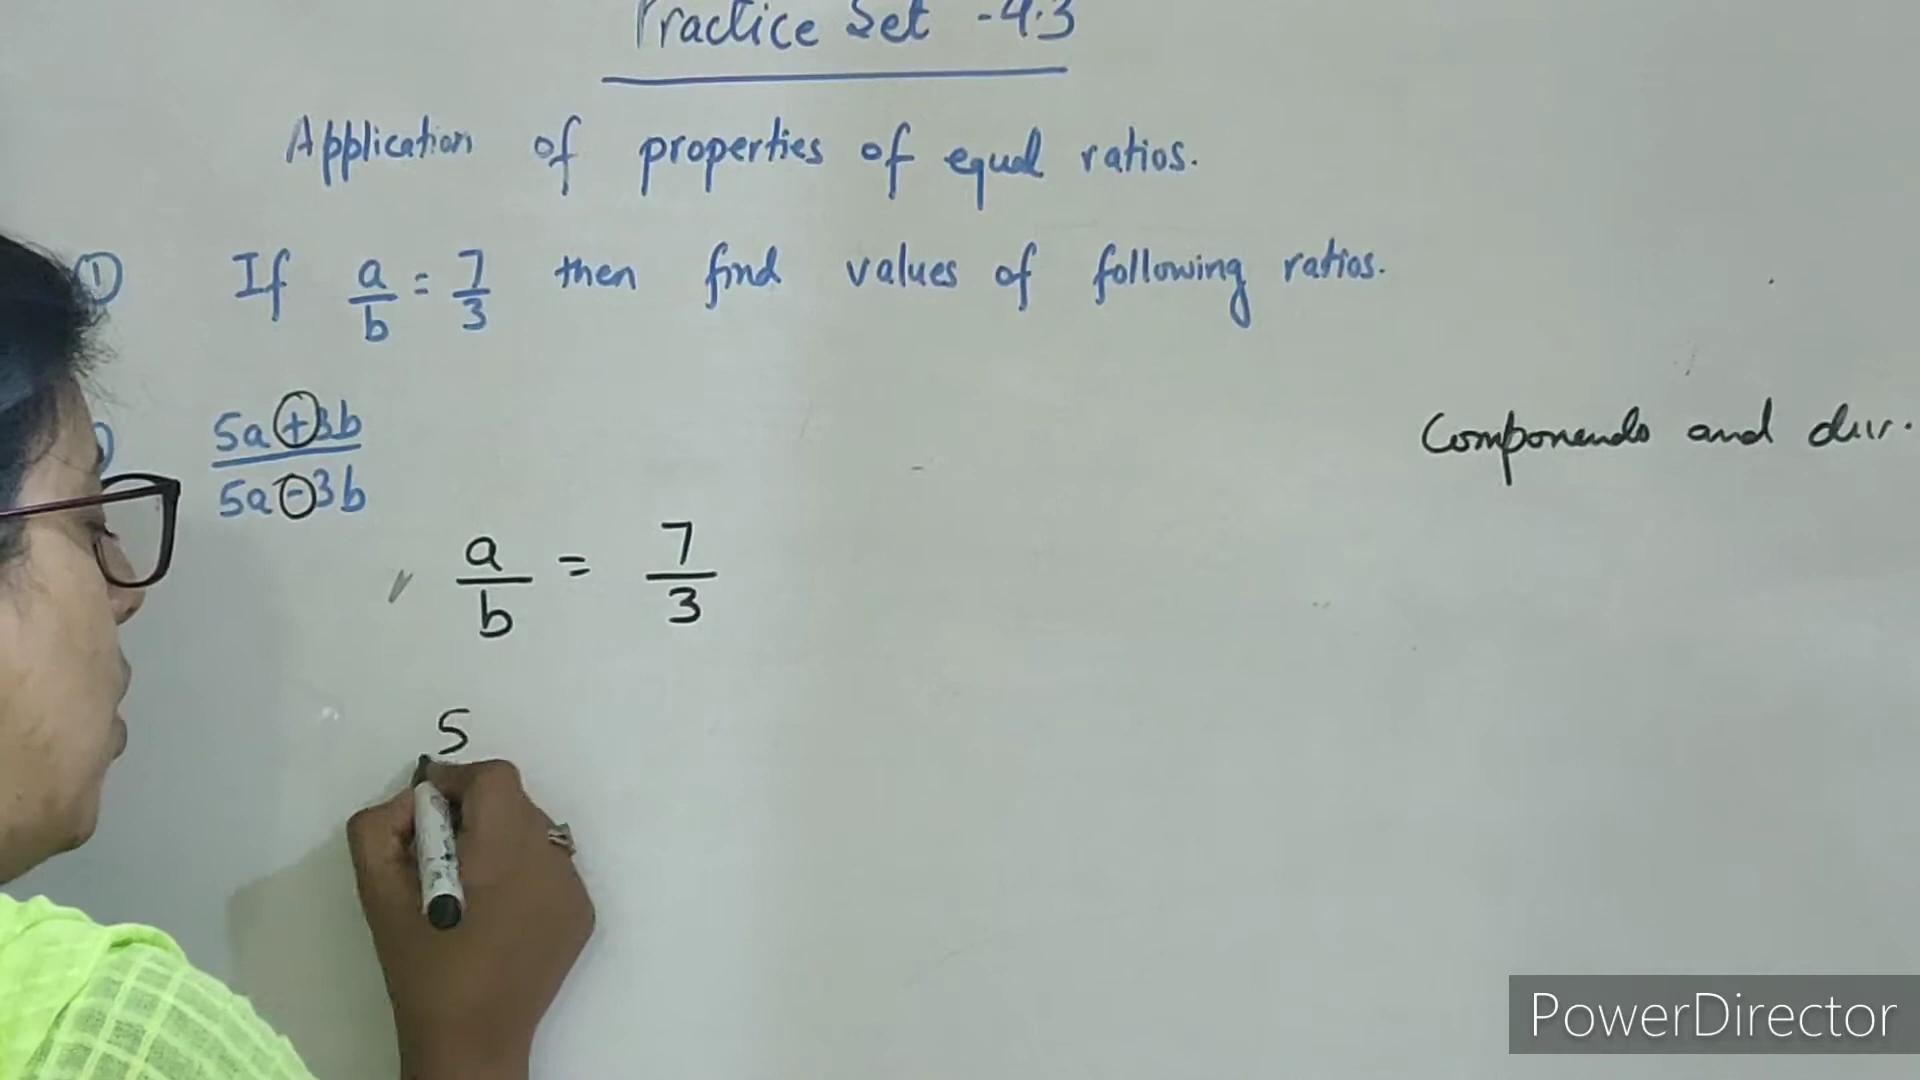 Practice Set - 4.3
Application of properties of equal ratios.
① If a/b = 7/3 then find values of following ratios.
5a + 3b
5a - 3b
Componendo and
a/b = 7/3
5
PowerDirector